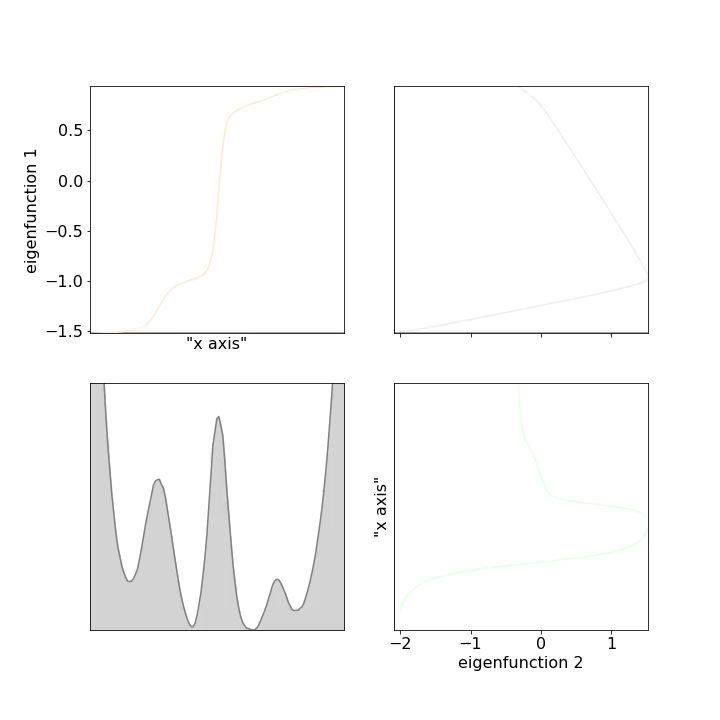 0.5
0.0
−0.5
−1.0
−1.5
eigenfunction 1
"x axis"
"x axis"
−2 −1 0 1
eigenfunction 2